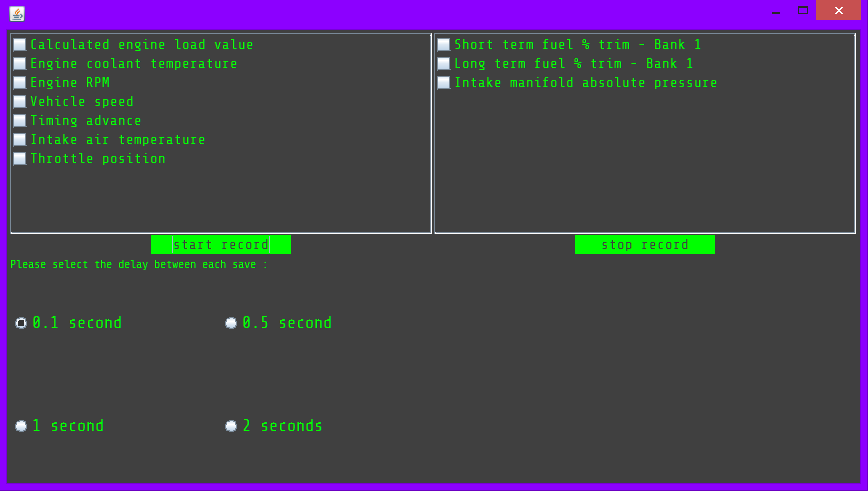 Calculated engine load value
Engine coolant temperature
Engine RPM
Vehicle speed
Timing advance
Intake air temperature
Throttle position
Short term fuel % trim - Bank 1
Long term fuel % trim - Bank 1
Intake manifold absolute pressure
start record
stop record
Please select the delay between each save :
0.1 second
0.5 second
1 second
2 seconds